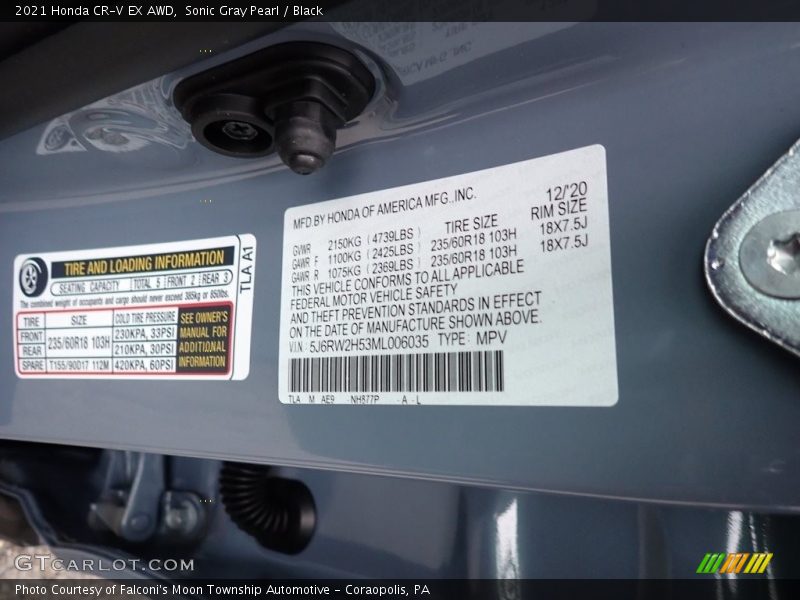 2021 Honda CR-V EX AWD, Sonic Gray Pearl / Black
TIRE AND LOADING INFORMATION
SEATING CAPACITY TOTAL 5 FRONT 2 REAR 3
The combined weight of occupants and cargo should never exceed 385kg or 850lbs.
TIRE SIZE COLD TIRE PRESSURE
FRONT 235/60R18 103H 230KPA, 33PSI
REAR 210KPA, 30PSI
SPARE T155/90D17 112M 420KPA, 60PSI
SEE OWNER'S
MANUAL FOR
ADDITIONAL
INFORMATION
TLA A1
MFD. BY HONDA OF AMERICA MFG., INC. 12/'20
TIRE SIZE RIM SIZE
GVWR 2150KG (4739LBS)
GAWR F 1100KG (2425LBS) 235/60R18 103H 18X7.5J
GAWR R 1075KG (2369LBS) 235/60R18 103H 18X7.5J
THIS VEHICLE CONFORMS TO ALL APPLICABLE
FEDERAL MOTOR VEHICLE SAFETY
AND THEFT PREVENTION STANDARDS IN EFFECT
ON THE DATE OF MANUFACTURE SHOWN ABOVE.
VIN: 5J6RW2H53ML006035 TYPE: MPV
TLA M AE9 -NH877P -A -L
GTCARLOT.COM
Photo Courtesy of Falconi's Moon Township Automotive - Coraopolis, PA